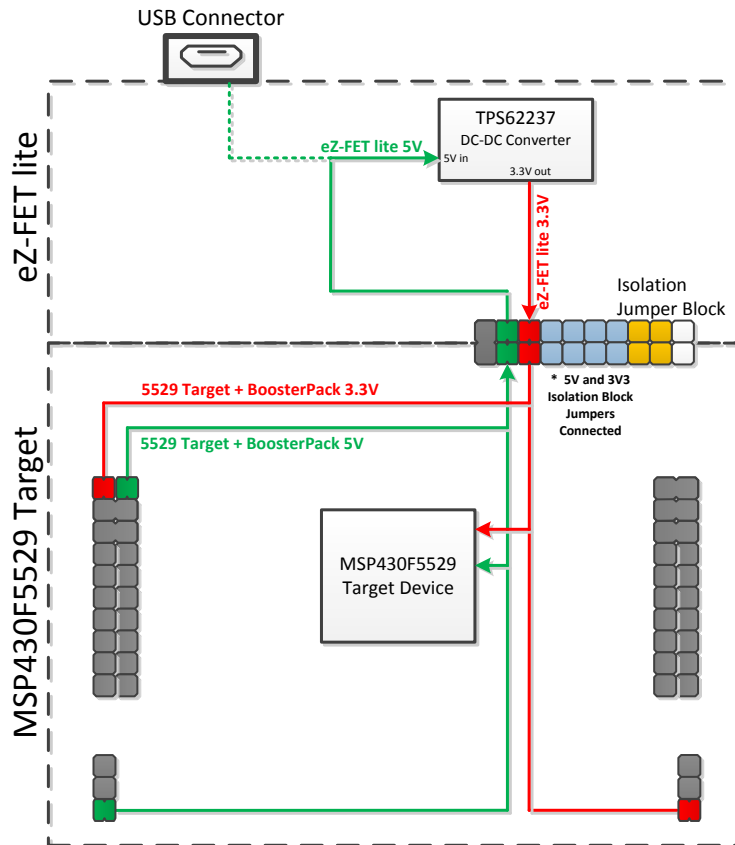 USB Connector
eZ-FET lite
TPS62237
DC-DC Converter
eZ-FET lite 5V
5V in
3.3V out
eZ-FET lite 3.3V
Isolation
Jumper Block
* 5V and 3V3
Isolation Block
Jumpers
Connected
MSP430F5529 Target
5529 Target + BoosterPack 3.3V
5529 Target + BoosterPack 5V
MSP430F5529
Target Device